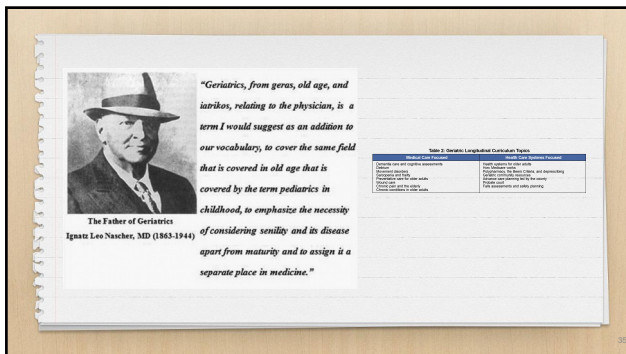 "Geriatrics, from geras, old age, and
iatrikos, relating to the physician, is a
term I would suggest as an addition to
our vocabulary, to cover the same field
that is covered in old age that is
covered by the term pediatrics in
childhood, to emphasize the necessity
of considering senility and its disease
apart from maturity and to assign it a
separate place in medicine."
The Father of Geriatrics
Ignatz Leo Nascher, MD (1863-1944)
Table 2: Geriatric Longitudinal Curriculum Topics
Medical Care Focused
Dementia care and cognitive assessments
Delirium
Movement disorders
Sarcopenia and frailty
Preventative care for older adults
Wound care
Chronic pain and the elderly
Chronic conditions in older adults
Health Care Systems Focused
Health systems for older adults
How Medicare works
Polypharmacy, the Beers Criteria, and deprescribing
Geriatric community resources
Advance care planning led by the
Probate court
Falls assessments and safety planning
35